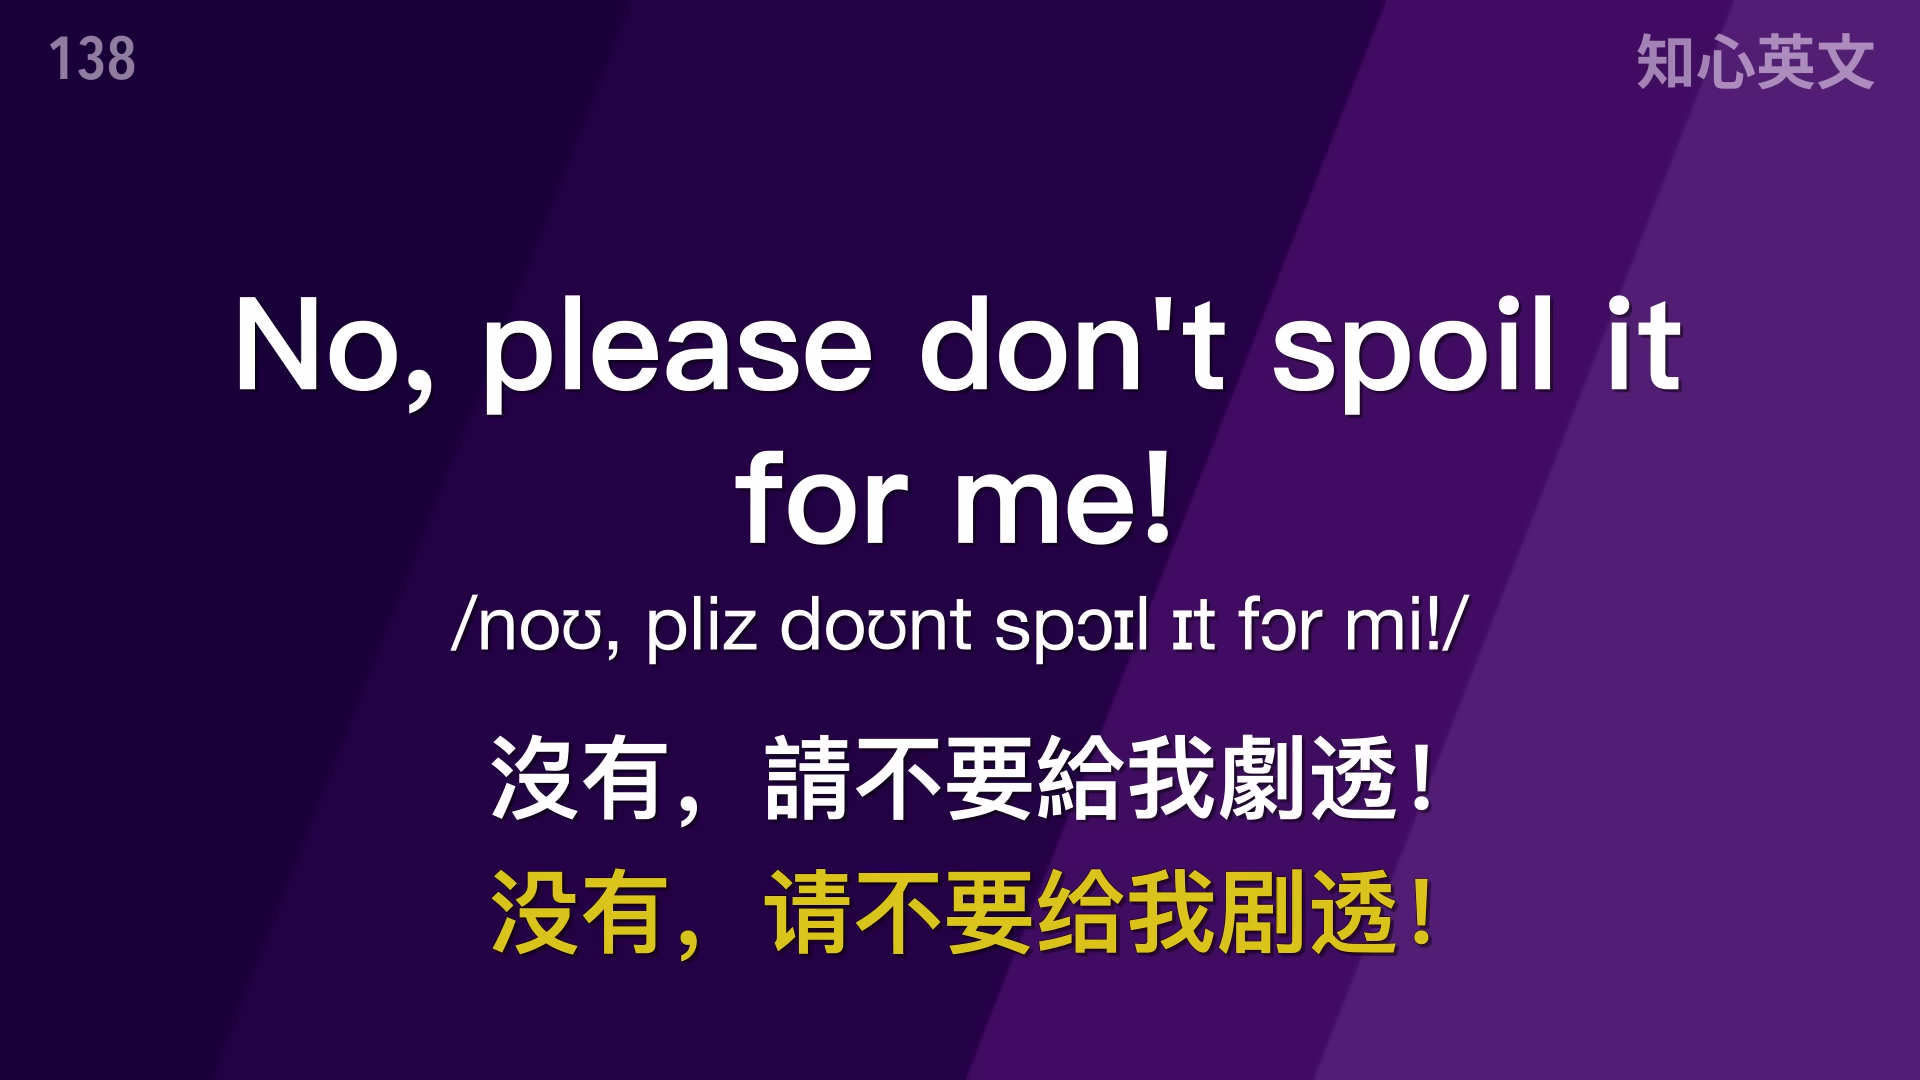 138
知心英文
No, please don't spoil it
for me!
/noʊ, pliz doʊnt spɔɪl ɪt fɔr mi!/
沒有，請不要給我劇透！
没有，请不要给我剧透！